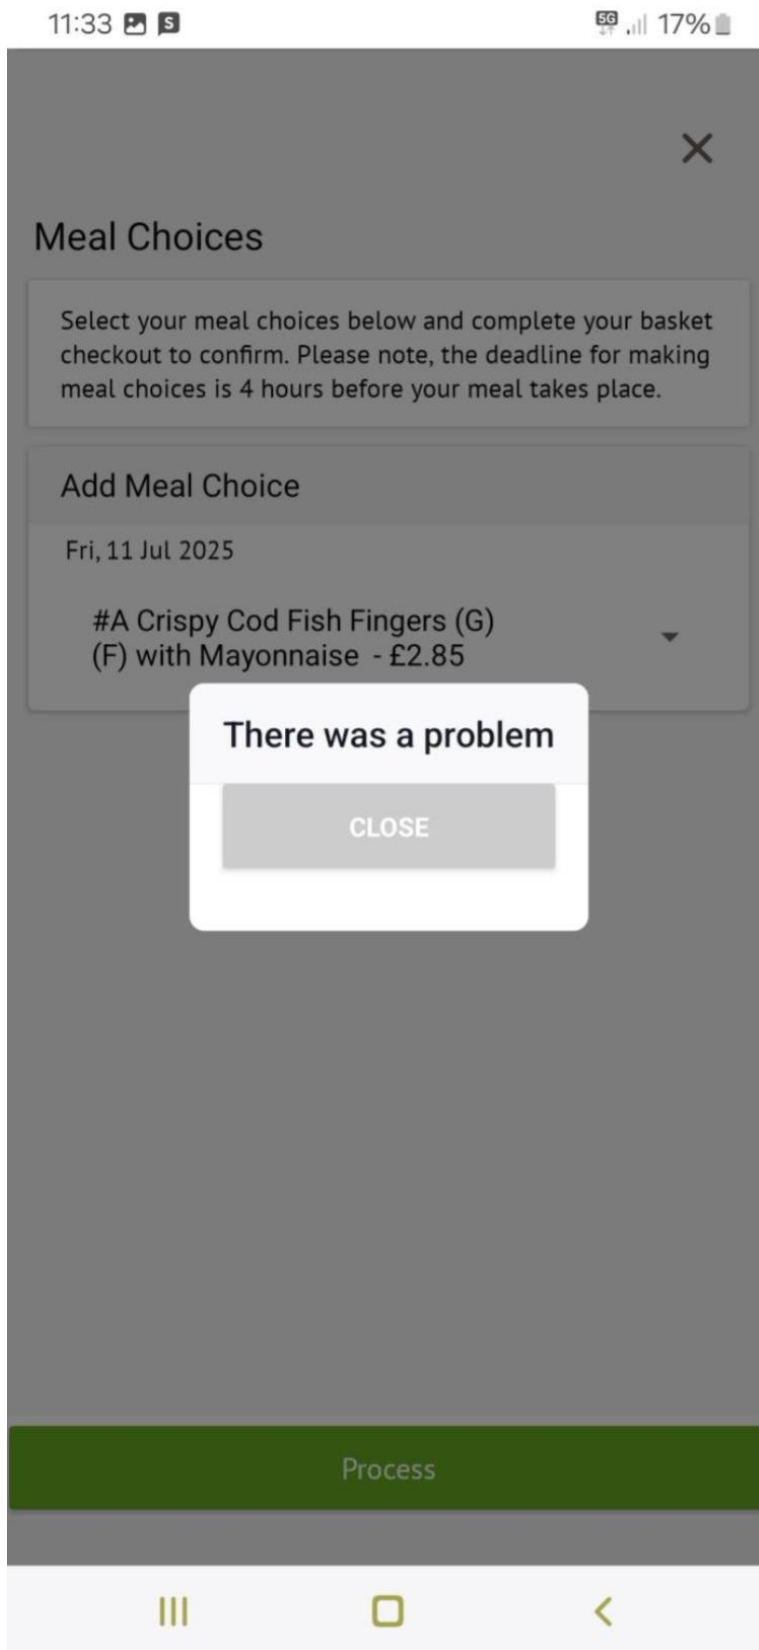 11:33 S 5G 17%
Meal Choices
Select your meal choices below and complete your basket
checkout to confirm. Please note, the deadline for making
meal choices is 4 hours before your meal takes place.
Add Meal Choice
Fri, 11 Jul 2025
#A Crispy Cod Fish Fingers (G)
(F) with Mayonnaise - £2.85
There was a problem
CLOSE
Process